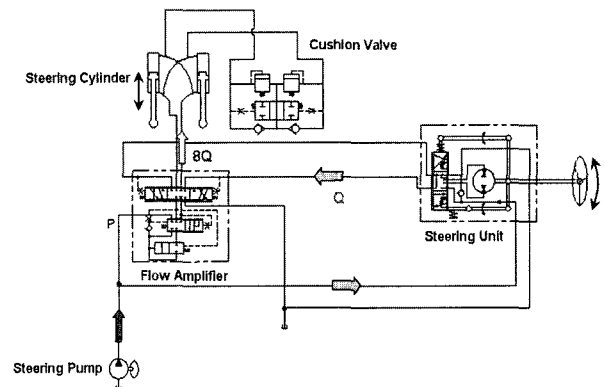 Cushion Valve
Steering Cylinder
8Q
Q
P
Steering Unit
Flow Amplifier
Steering Pump